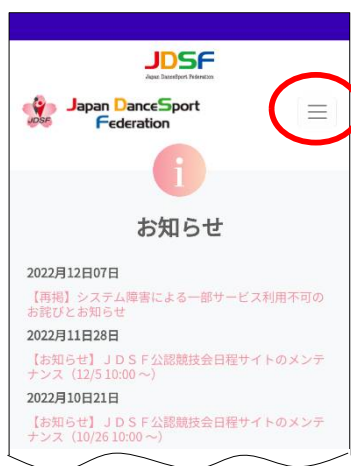 JDSF
Japan DanceSport Federation
JDSF
Japan DanceSport
Federation
i
お知らせ
2022月12日07日
【再掲】システム障害による一部サービス利用不可の
お詫びとお知らせ
2022月11日28日
【お知らせ】ＪＤＳＦ公認競技会日程サイトのメンテ
ナンス（12/5 10:00 ～）
2022月10日21日
【お知らせ】ＪＤＳＦ公認競技会日程サイトのメンテ
ナンス（10/26 10:00 ～）